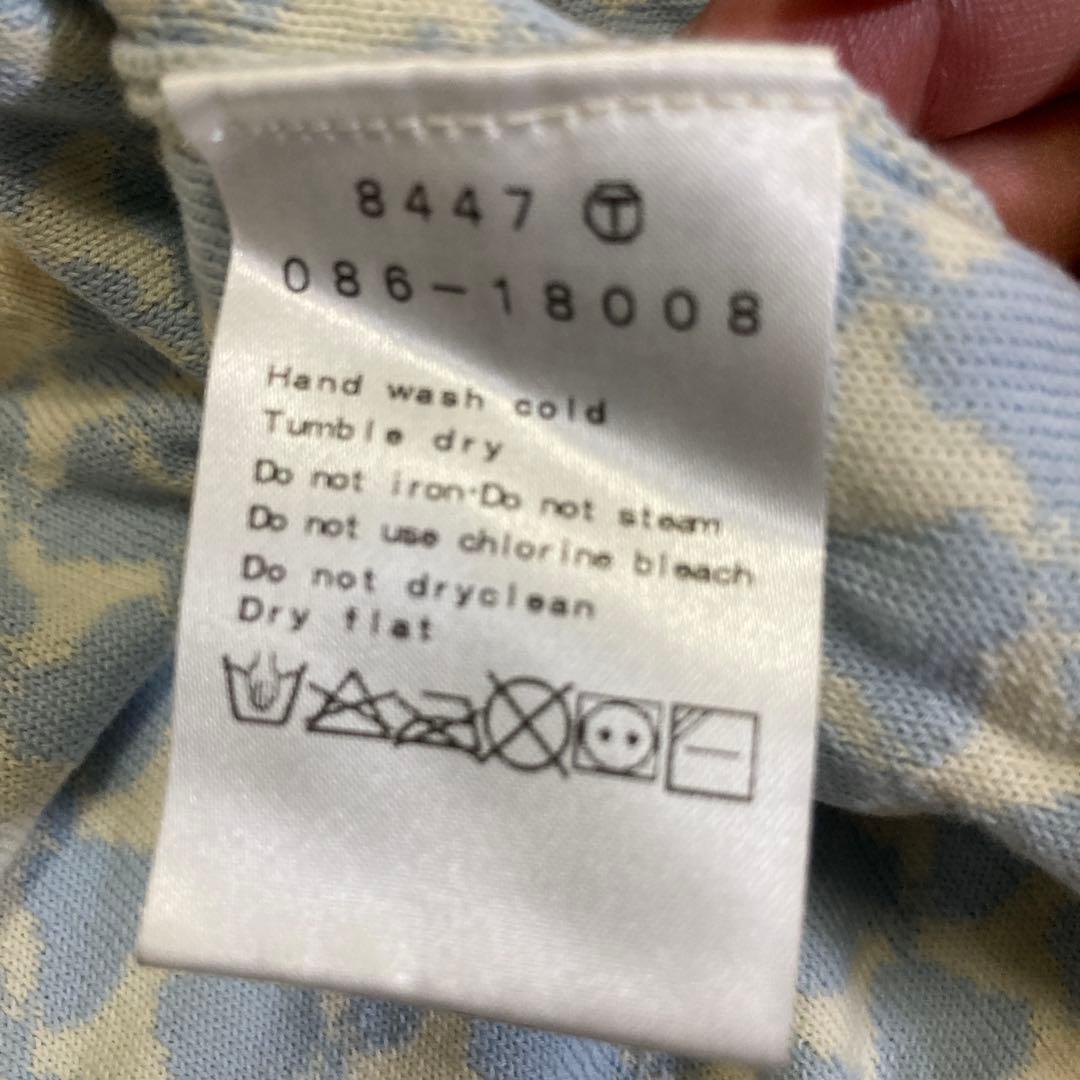 8447 Ⓣ
086-18008
Hand wash cold
Tumble dry
Do not iron·Do not steam
Do not use chlorine bleach
Do not dryclean
Dry flat